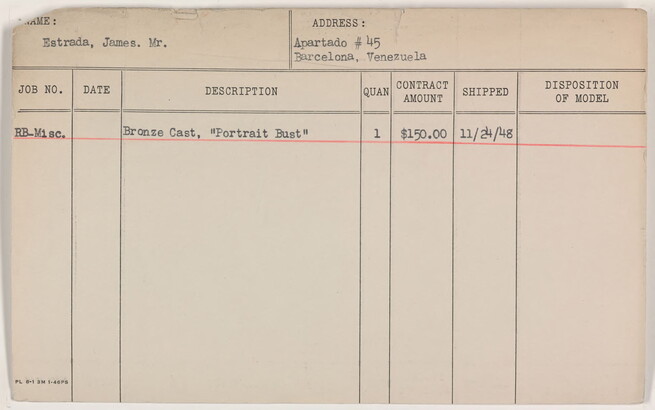 NAME:
Estrada, James. Mr.
ADDRESS:
Apartado #45
Barcelona, Venezuela
JOB NO. DATE DESCRIPTION QUAN CONTRACT AMOUNT SHIPPED DISPOSITION OF MODEL
RB-Misc. Bronze Cast, "Portrait Bust" 1 $150.00 11/24/48